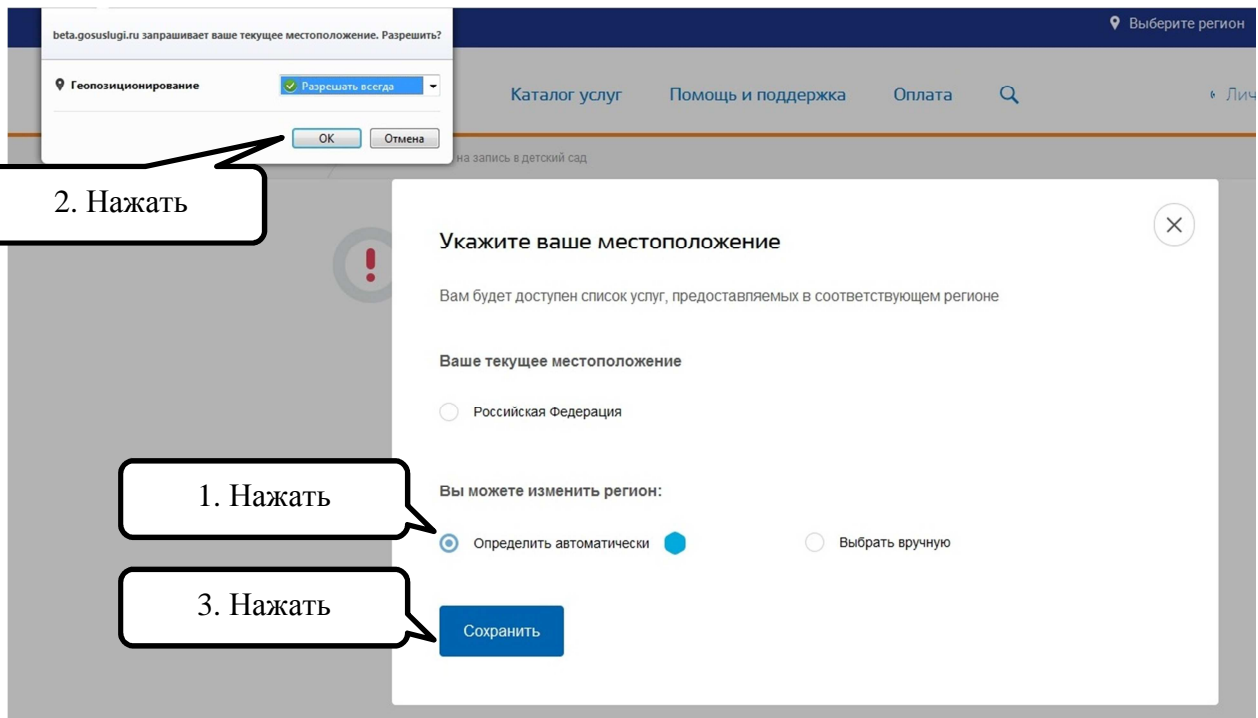 beta.gosuslugi.ru запрашивает ваше текущее местоположение. Разрешить?
Выберите регион
Геопозиционирование
Разрешать всегда
ОК
Отмена
Каталог услуг
Помощь и поддержка
Оплата
на запись в детский сад
2. Нажать
Укажите ваше местоположение
Вам будет доступен список услуг, предоставляемых в соответствующем регионе
Ваше текущее местоположение
Российская Федерация
1. Нажать
Вы можете изменить регион:
Определить автоматически
Выбрать вручную
3. Нажать
Сохранить